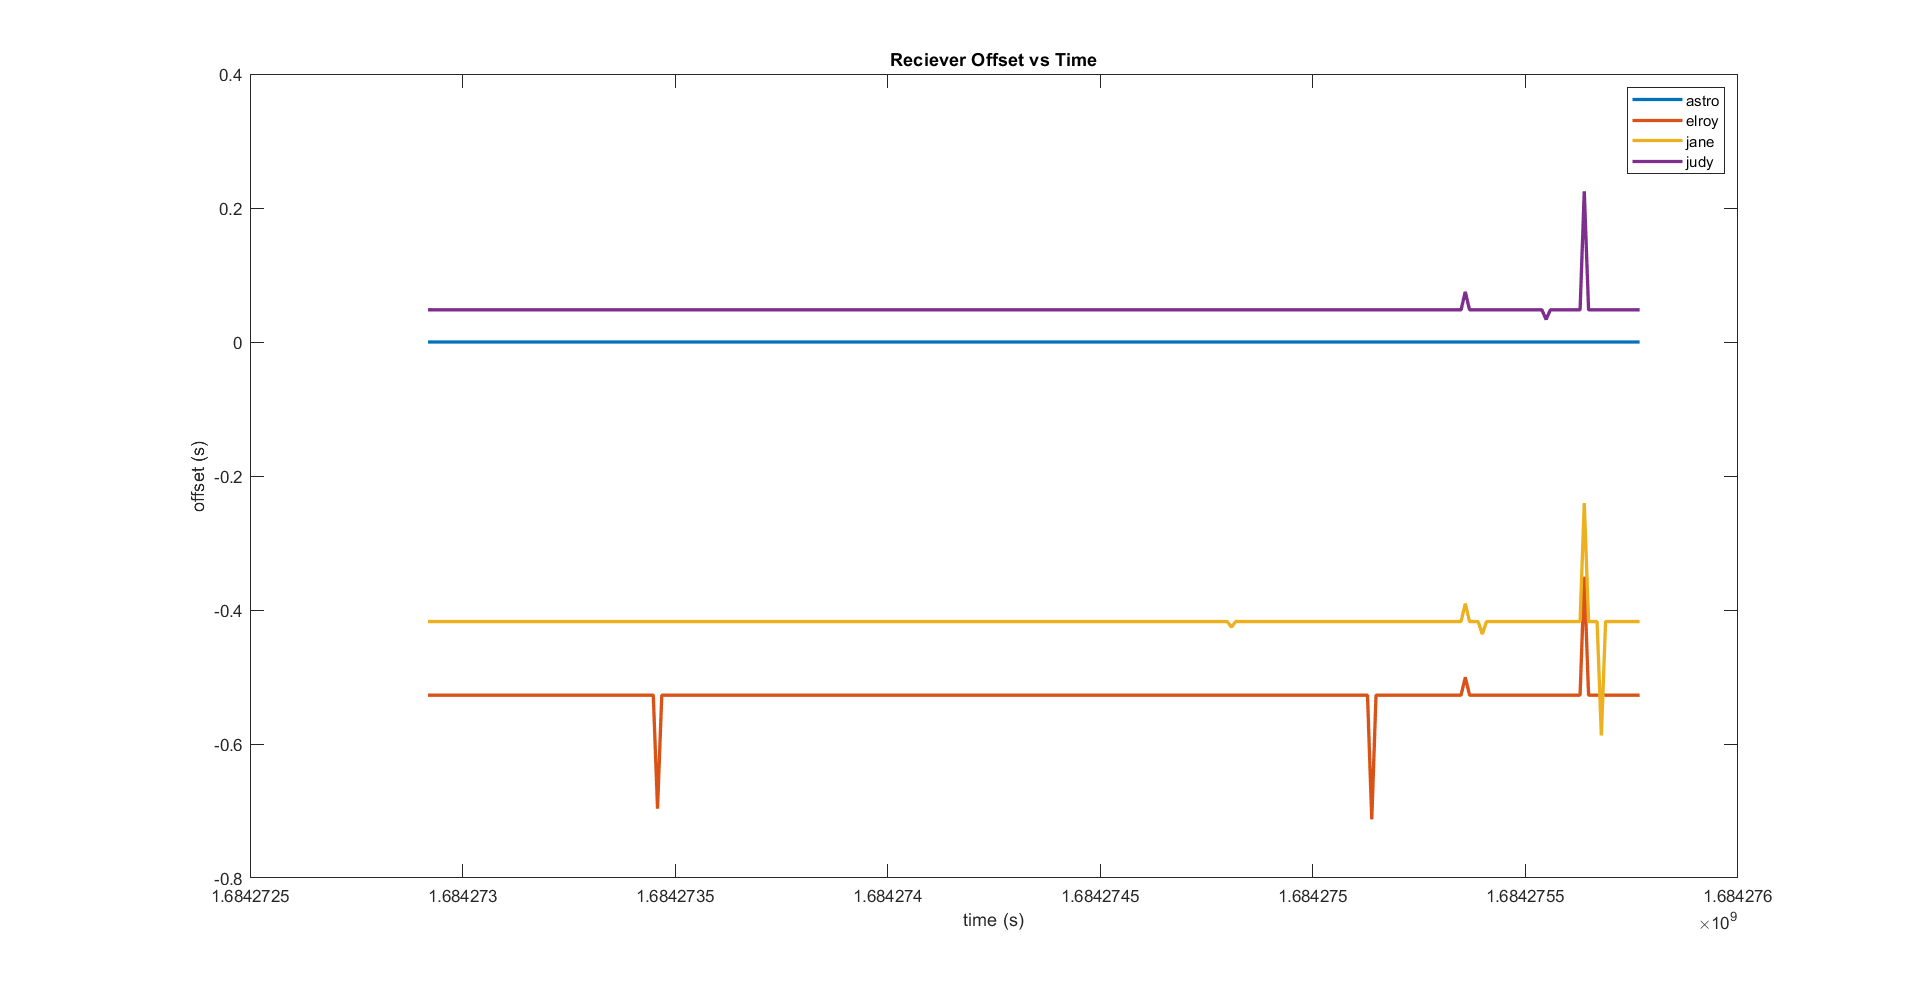 Reciever Offset vs Time
astro
elroy
jane
judy
0.4
0.2
0
-0.2
-0.4
-0.6
-0.8
offset (s)
1.6842725 1.684273 1.6842735 1.684274 1.6842745 1.684275 1.6842755 1.684276
time (s)
×10⁹